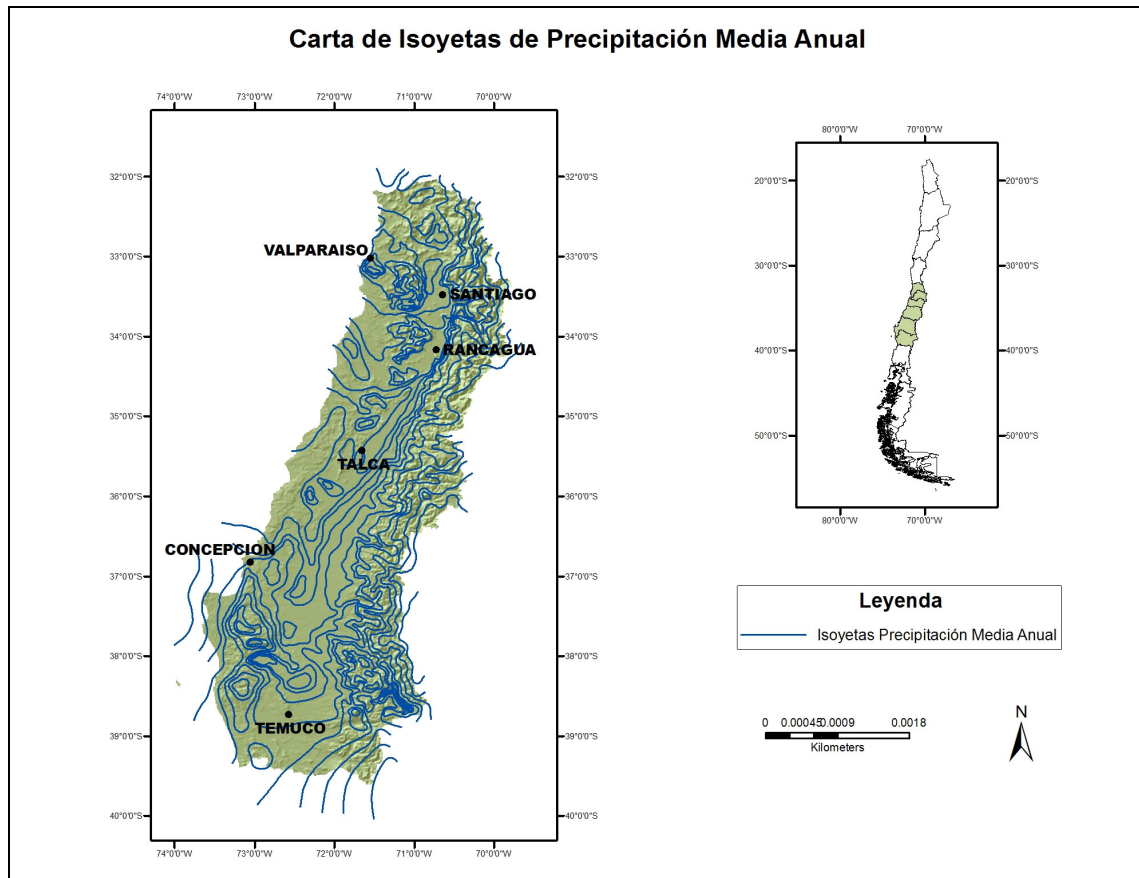 Carta de Isoyetas de Precipitación Media Anual
74°0'0"W 73°0'0"W 72°0'0"W 71°0'0"W 70°0'0"W
80°0'0"W 70°0'0"W
32°0'0"S 32°0'0"S
20°0'0"S 20°0'0"S
VALPARAISO
33°0'0"S 33°0'0"S
SANTIAGO
30°0'0"S 30°0'0"S
34°0'0"S 34°0'0"S
RANCAGUA
40°0'0"S 40°0'0"S
35°0'0"S 35°0'0"S
50°0'0"S 50°0'0"S
TALCA
36°0'0"S 36°0'0"S
80°0'0"W 70°0'0"W
CONCEPCION
37°0'0"S 37°0'0"S
Leyenda
Isoyetas Precipitación Media Anual
38°0'0"S 38°0'0"S
TEMUCO
39°0'0"S 39°0'0"S
0 0.00045 0.0009 0.0018
Kilometers
N
40°0'0"S 40°0'0"S
74°0'0"W 73°0'0"W 72°0'0"W 71°0'0"W 70°0'0"W